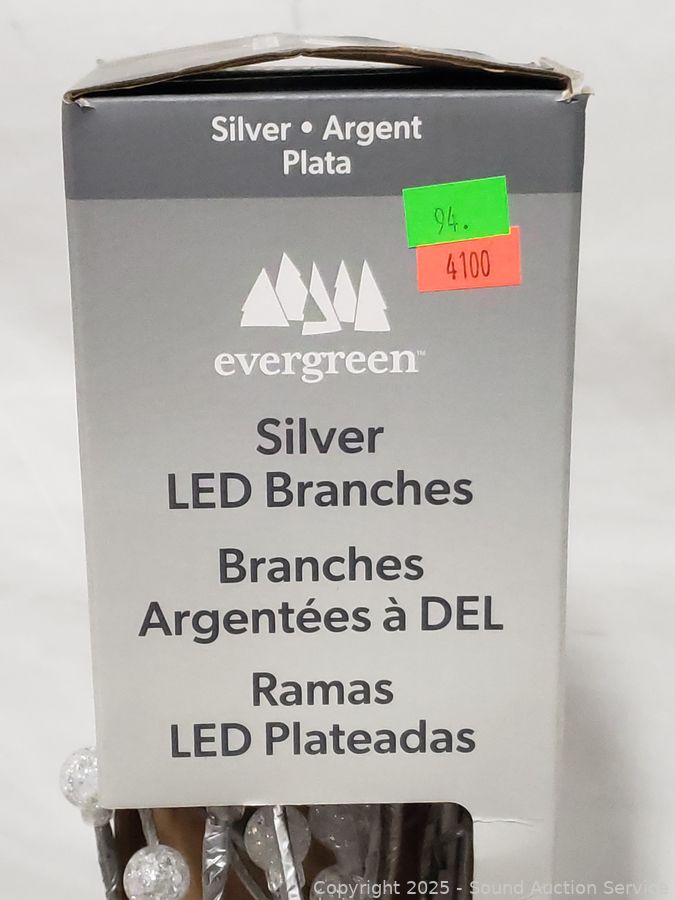 Silver • Argent
Plata
94.
4100
evergreen™
Silver
LED Branches
Branches
Argentées à DEL
Ramas
LED Plateadas
Copyright 2025 - Sound Auction Service